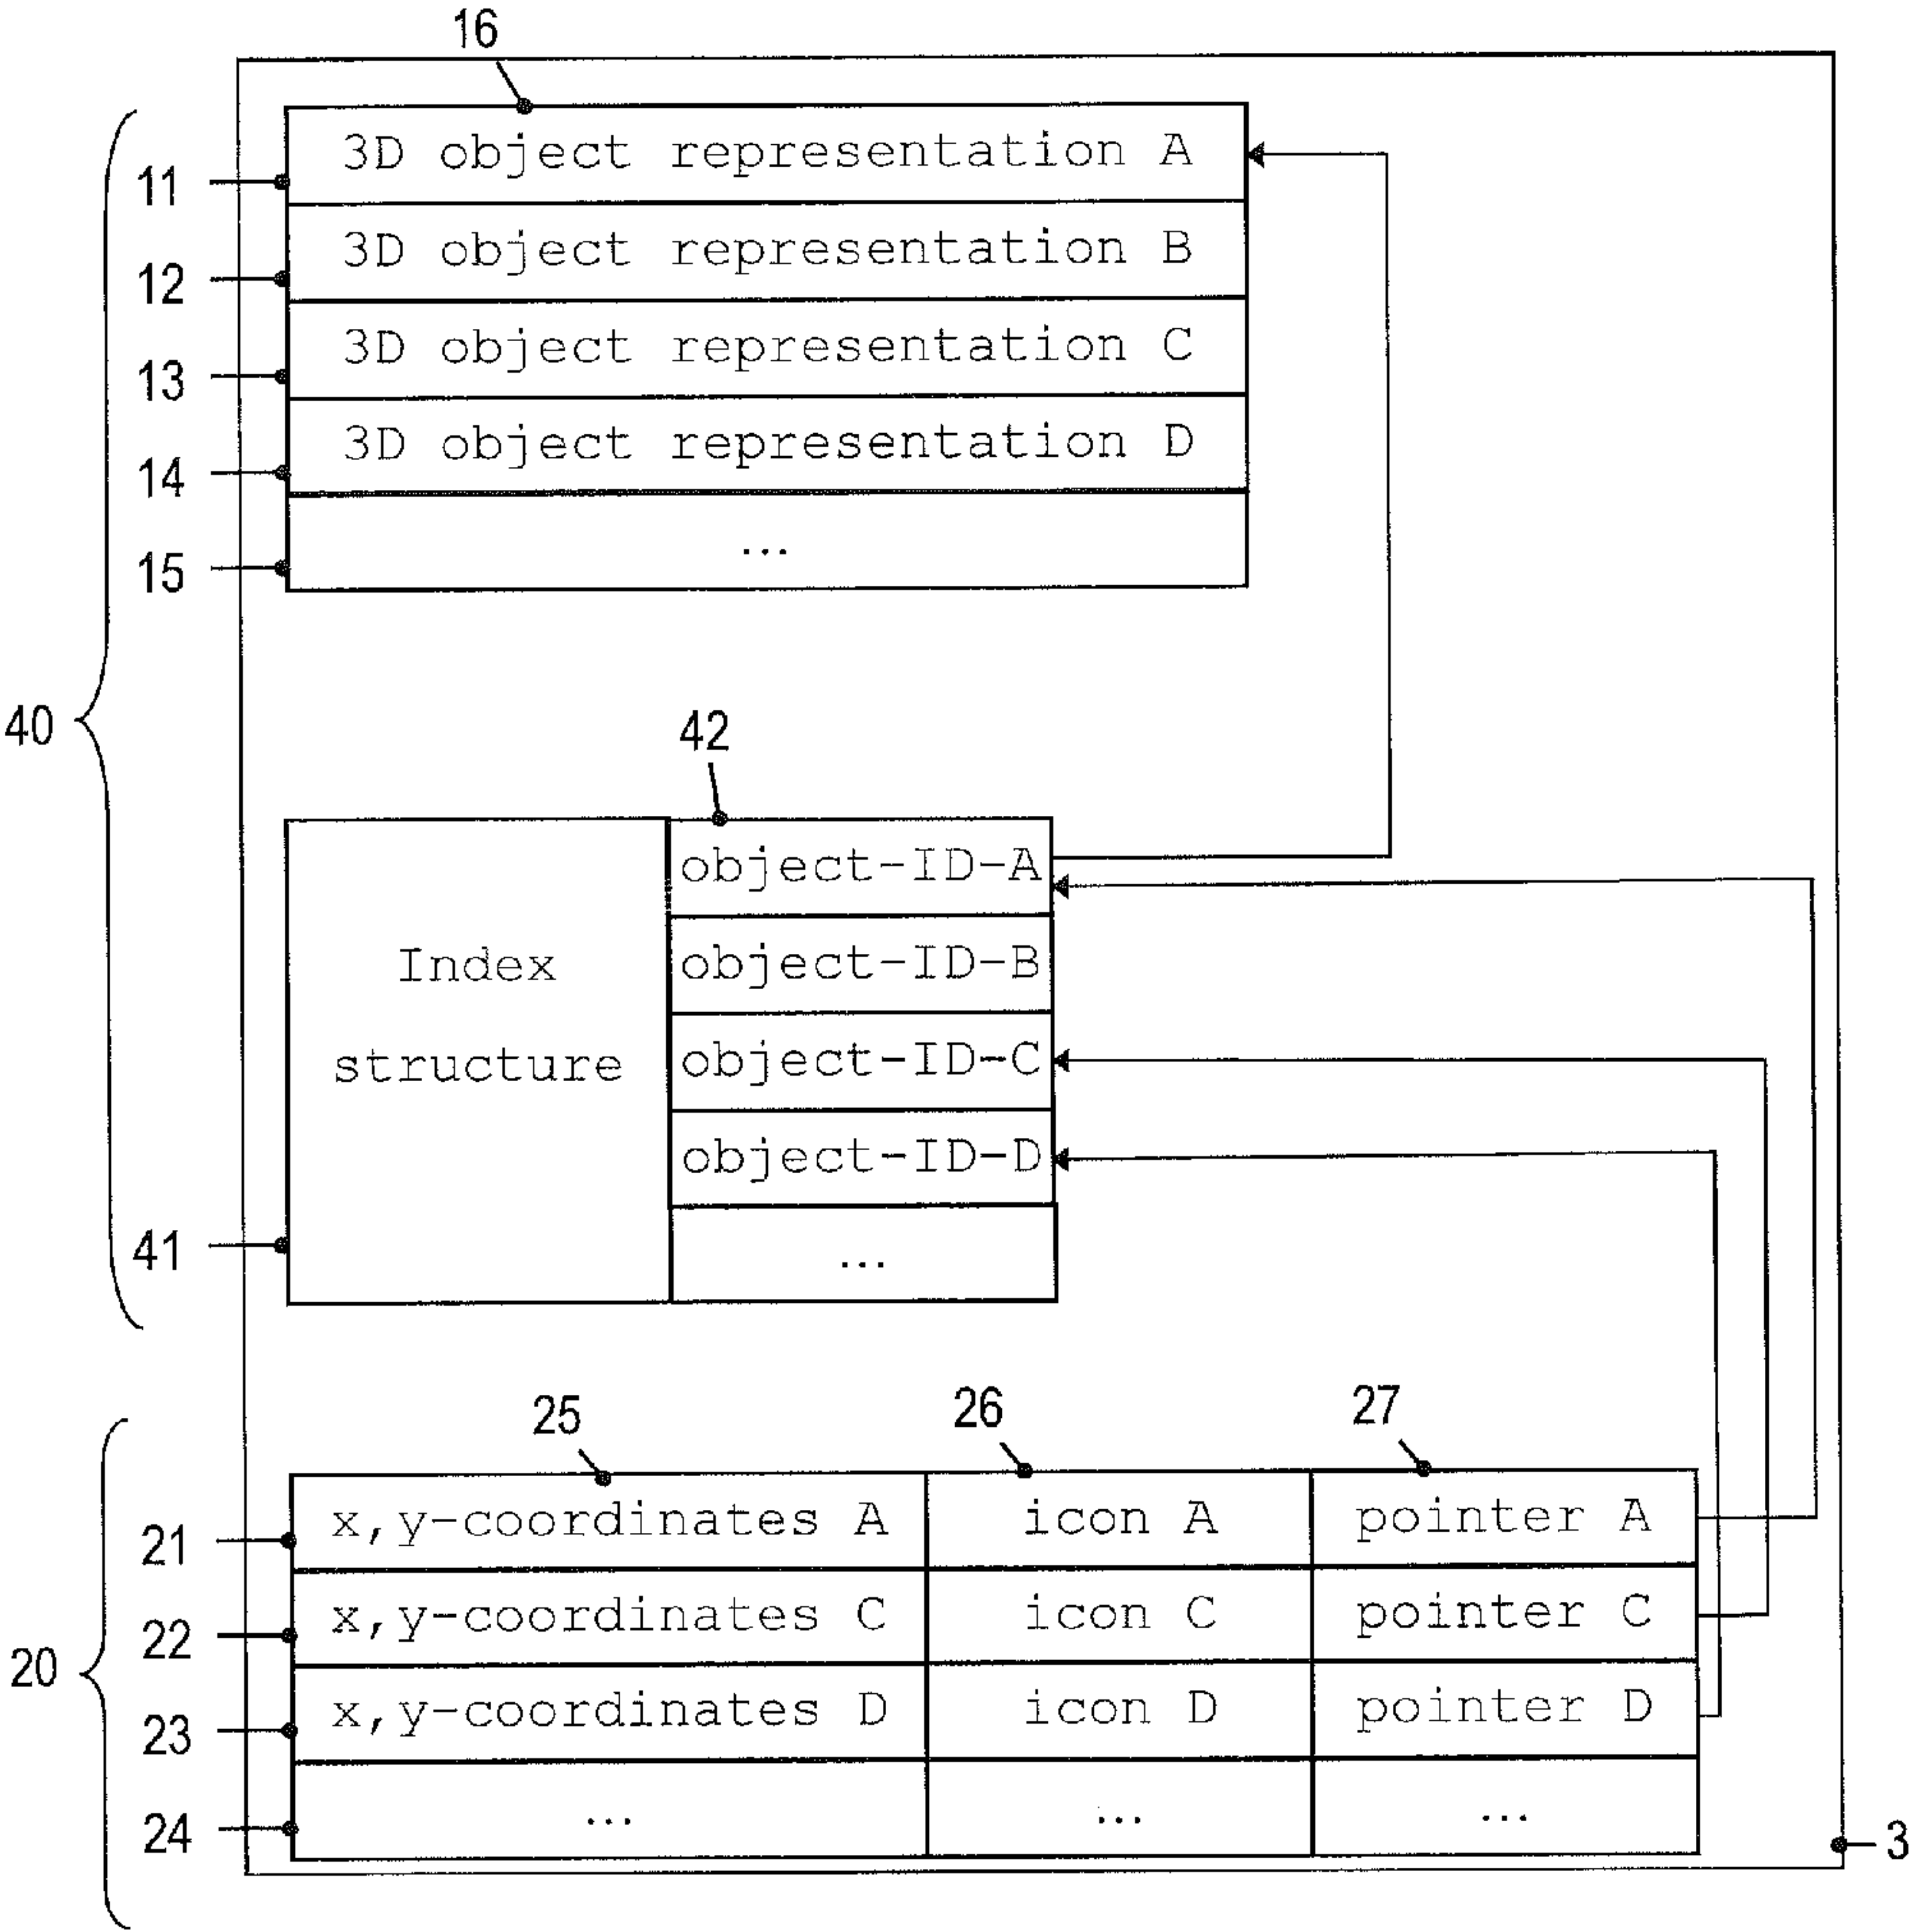 16
3D object representation A
11
3D object representation B
12
3D object representation C
13
3D object representation D
14
...
15
40
42
object-ID-A
Index
structure
object-ID-B
object-ID-C
object-ID-D
41
...
25
26
27
20
x,y-coordinates A icon A pointer A
21
x,y-coordinates C icon C pointer C
22
x,y-coordinates D icon D pointer D
23
... ... ...
24
3